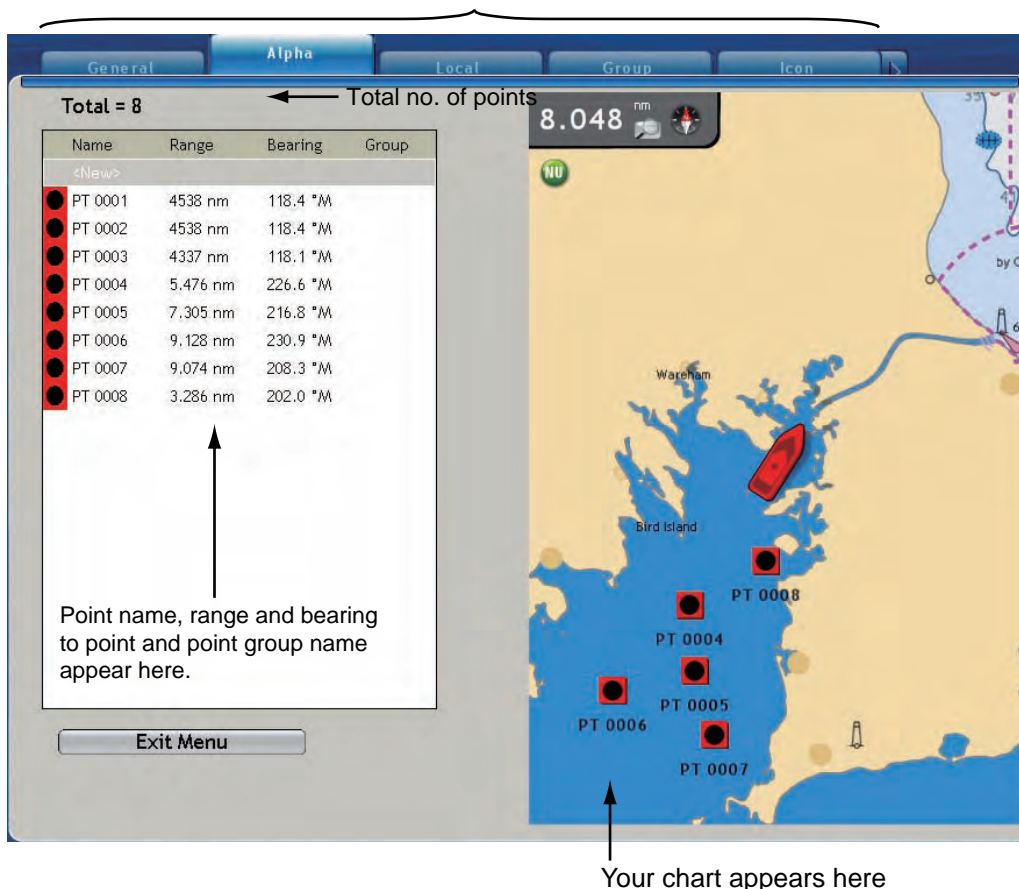 General Alpha Local Group Icon
Total = 8
Total no. of points
Name Range Bearing Group
<New>
PT 0001 4538 nm 118.4 °M
PT 0002 4538 nm 118.4 °M
PT 0003 4337 nm 118.1 °M
PT 0004 5.476 nm 226.6 °M
PT 0005 7.305 nm 216.8 °M
PT 0006 9.128 nm 230.9 °M
PT 0007 9.074 nm 208.3 °M
PT 0008 3.286 nm 202.0 °M
Point name, range and bearing
to point and point group name
appear here.
Exit Menu
8.048 nm
NU
35
by
6
Wareham
Bird Island
PT 0008
PT 0004
PT 0005
PT 0006
PT 0007
Your chart appears here